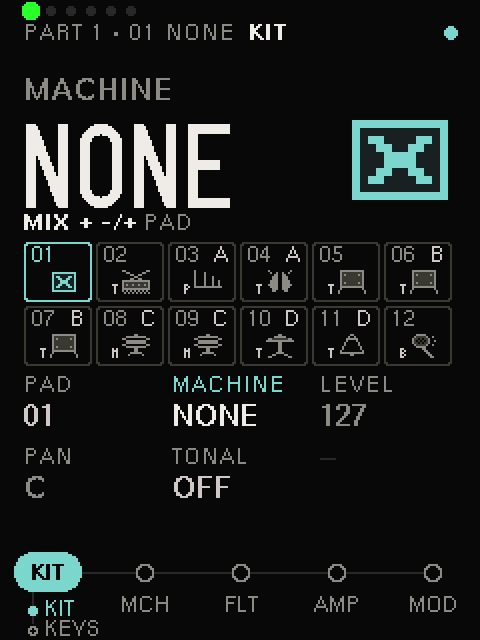 PART 1 · 01 NONE KIT
MACHINE
NONE
MIX + -/+ PAD
01 02 03 A 04 A 05 06 B
T P T T T
07 B 08 C 09 C 10 D 11 D 12
T H H T T B
PAD MACHINE LEVEL
01 NONE 127
PAN TONAL —
C OFF
KIT
KIT MCH FLT AMP MOD
KEYS